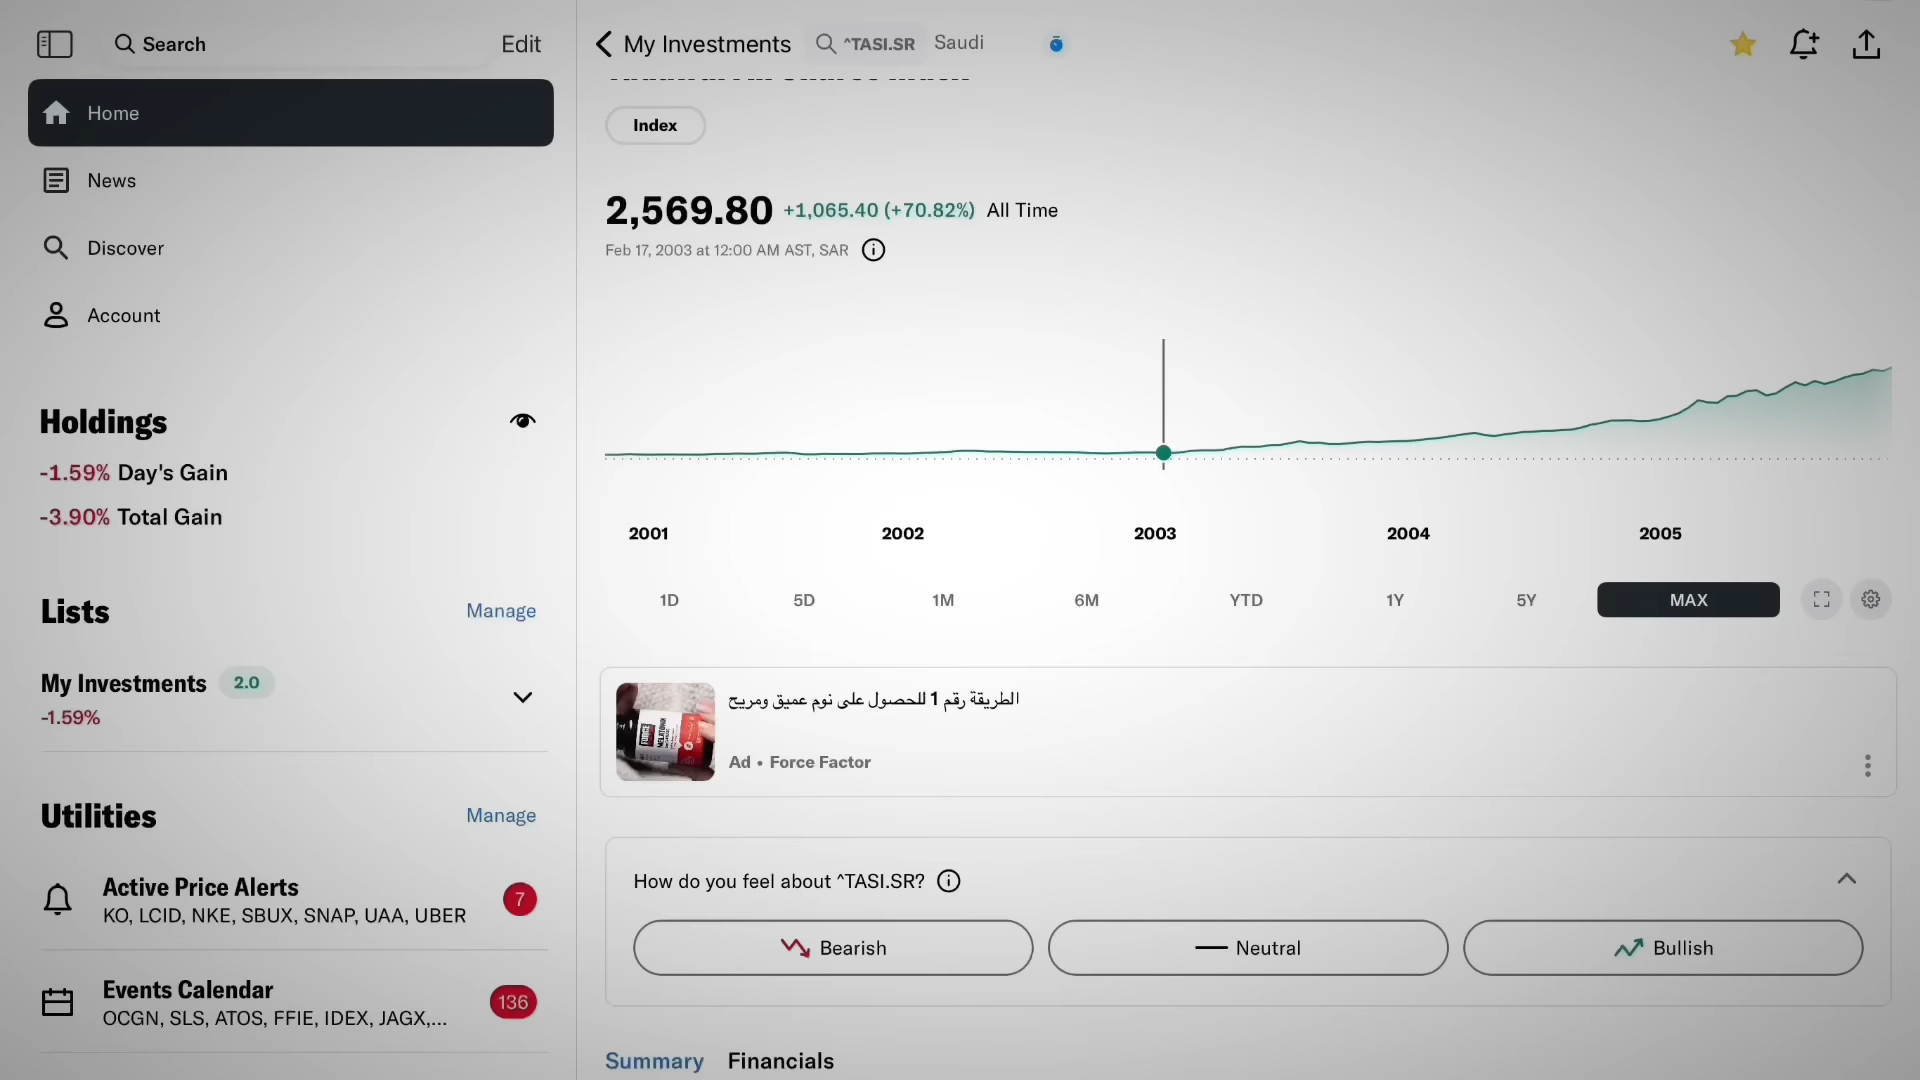 Search
Edit
Home
News
Discover
Account
Holdings
-1.59% Day's Gain
-3.90% Total Gain
Lists
Manage
My Investments 2.0
-1.59%
Utilities
Manage
Active Price Alerts
KO, LCID, NKE, SBUX, SNAP, UAA, UBER
7
Events Calendar
OCGN, SLS, ATOS, FFIE, IDEX, JAGX,...
136
My Investments
^TASI.SR Saudi
Index
2,569.80 +1,065.40 (+70.82%) All Time
Feb 17, 2003 at 12:00 AM AST, SAR
2001 2002 2003 2004 2005
1D 5D 1M 6M YTD 1Y 5Y MAX
الطريقة رقم 1 للحصول على نوم عميق ومريح
Ad • Force Factor
How do you feel about ^TASI.SR?
Bearish
Neutral
Bullish
Summary Financials